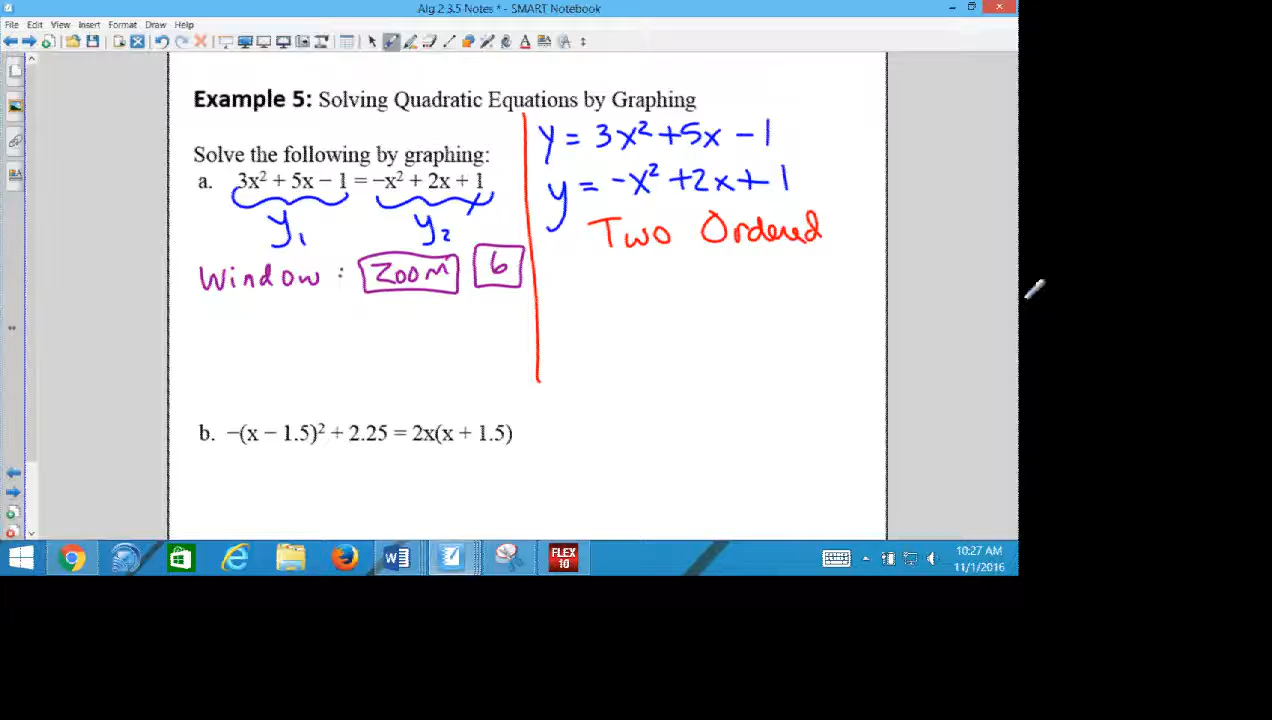 Alg 2 3.5 Notes * - SMART Notebook
File Edit View Insert Format Draw Help
Example 5: Solving Quadratic Equations by Graphing
Solve the following by graphing:
a. 3x² + 5x − 1 = −x² + 2x + 1
y₁ y₂
Window : ZOOM 6
y = 3x² + 5x − 1
y = −x² + 2x + 1
Two Ordered
b. −(x − 1.5)² + 2.25 = 2x(x + 1.5)
FLEX
10
10:27 AM
11/1/2016